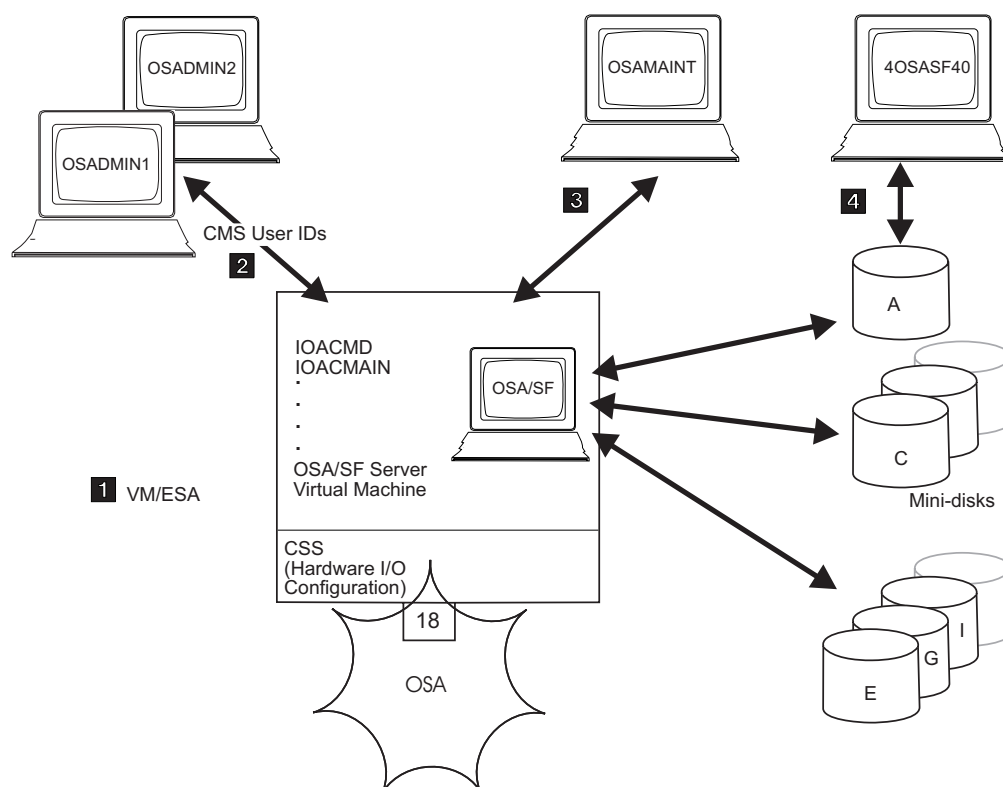 OSADMIN2
OSAMAINT
4OSASF40
OSADMIN1
3
4
CMS User IDs
2
A
IOACMD
IOACMAIN
.
.
.
.
OSA/SF
OSA/SF Server
Virtual Machine
C
Mini-disks
1 VM/ESA
CSS
(Hardware I/O
Configuration)
18
OSA
I
G
E